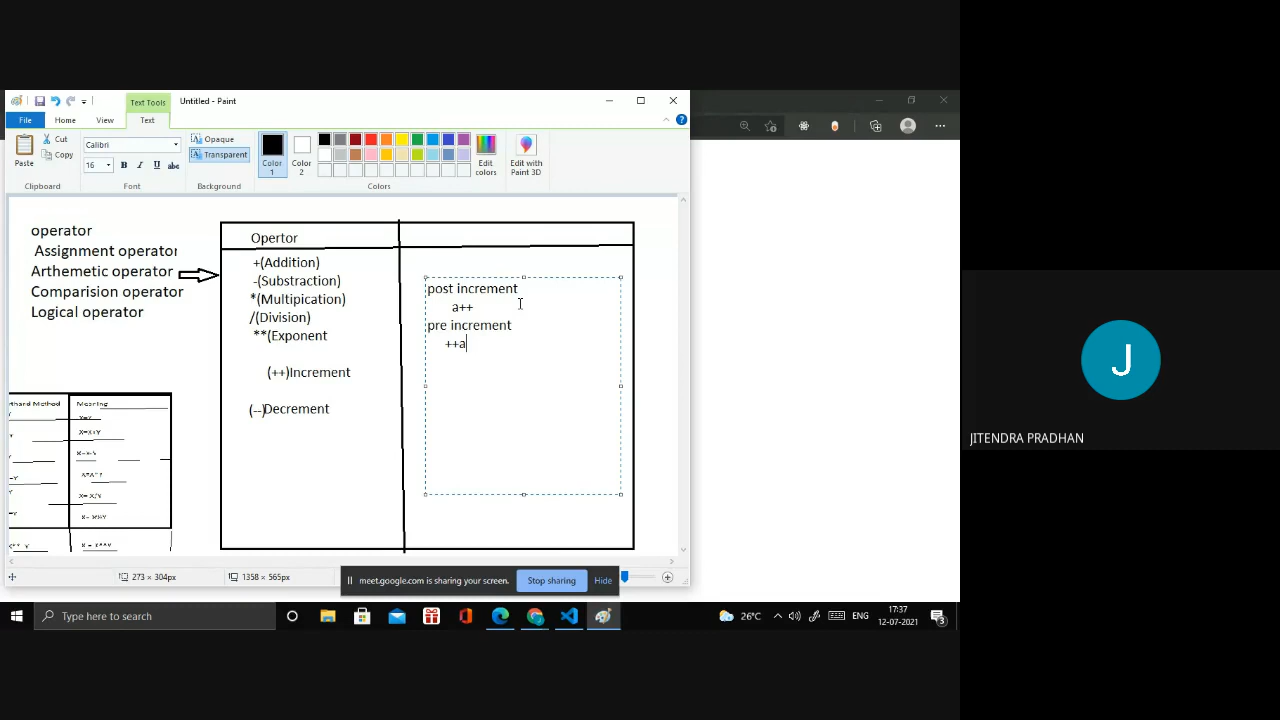 Text Tools
Untitled - Paint
File
Home
View
Text
Paste
Cut
Copy
Clipboard
Calibri
16
B
I
U
abc
Font
Opaque
Transparent
Background
Color 1
Color 2
Edit colors
Colors
Edit with Paint 3D
operator
Assignment operator
Arthemetic operator
Comparision operator
Logical operator
Opertor
+(Addition)
-(Substraction)
*(Multipication)
/(Division)
**(Exponent
(++)Increment
(--)Decrement
post increment
a++
pre increment
++a
Method
Meaning
X=Y
X=X+Y
X=X-Y
X=X*Y
X= X/Y
X= X%Y
X = X**Y
273 × 304px
1358 × 565px
meet.google.com is sharing your screen.
Stop sharing
Hide
Type here to search
26°C
ENG
17:37
12-07-2021
3
J
JITENDRA PRADHAN